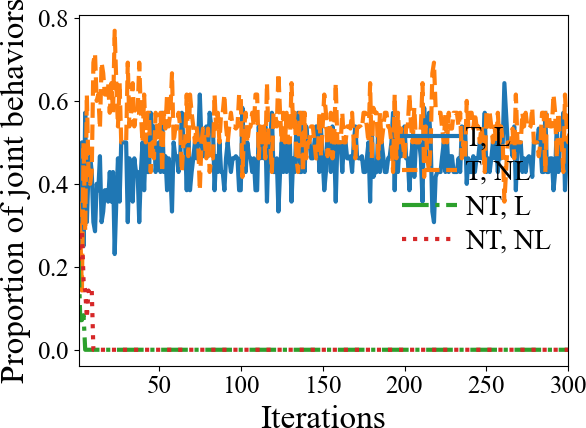 Proportion of joint behaviors
0.8
0.6
0.4
0.2
0.0
T, L
T, NL
NT, L
NT, NL
50 100 150 200 250 300
Iterations